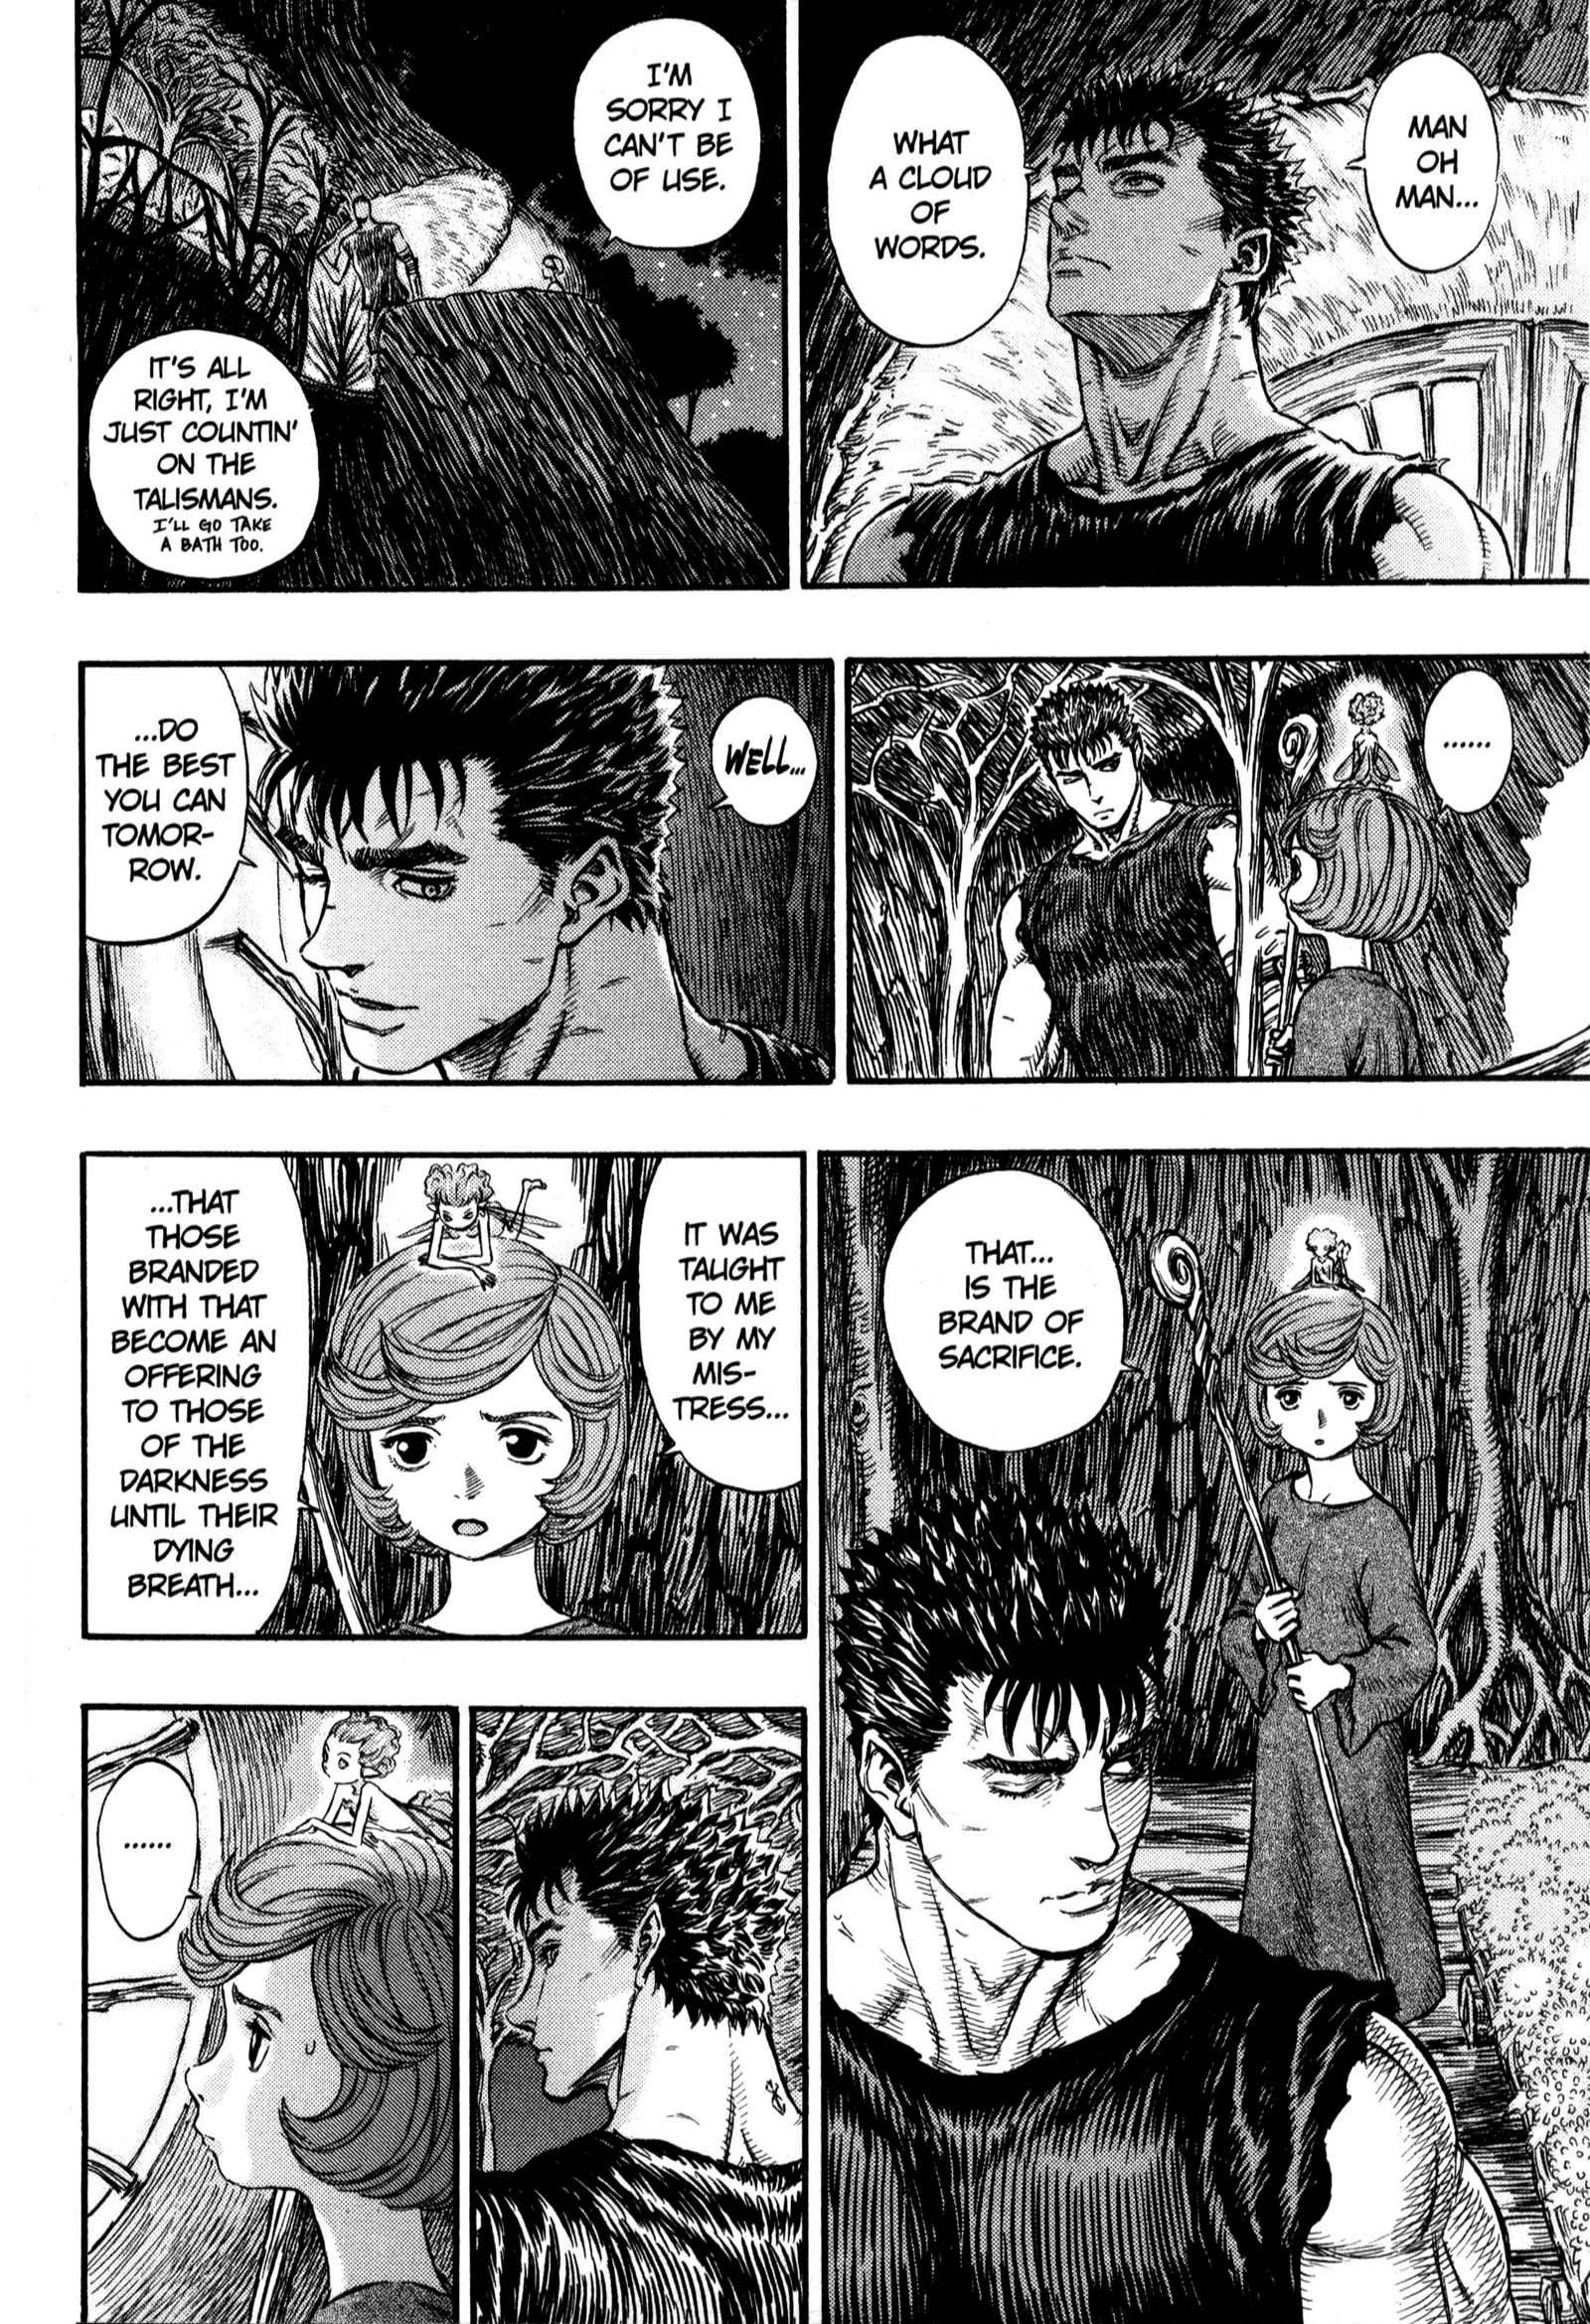 MAN
OH
MAN...
WHAT
A CLOUD
OF
WORDS.
I'M
SORRY I
CAN'T BE
OF USE.
IT'S ALL
RIGHT, I'M
JUST COUNTIN'
ON THE
TALISMANS.
I'LL GO TAKE
A BATH TOO.
......
WELL...
...DO
THE BEST
YOU CAN
TOMOR-
ROW.
THAT...
IS THE
BRAND OF
SACRIFICE.
IT WAS
TAUGHT
TO ME
BY MY
MIS-
TRESS...
...THAT
THOSE
BRANDED
WITH THAT
BECOME AN
OFFERING
TO THOSE
OF THE
DARKNESS
UNTIL THEIR
DYING
BREATH...
......